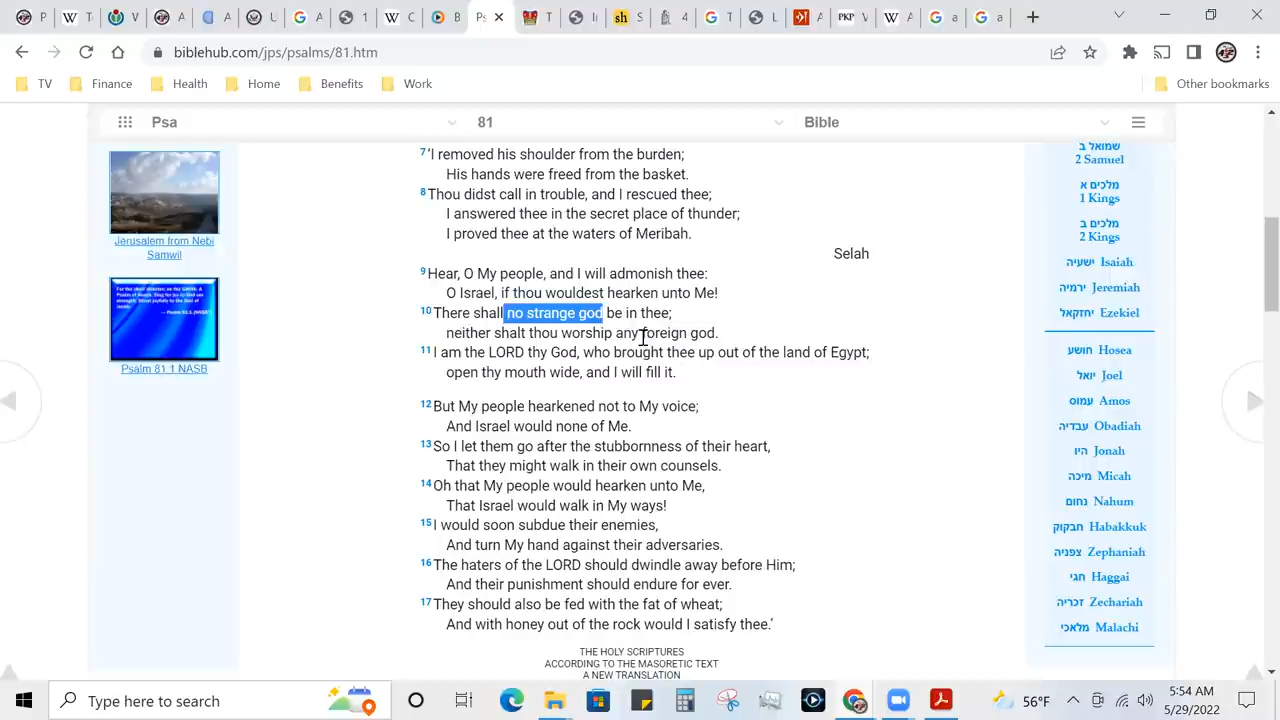 P
U
G
1
C
B
Ps
T
sh
4
T
L
PKP
biblehub.com/jps/psalms/81.htm
TV
Finance
Health
Home
Benefits
Work
Other bookmarks
Psa
81
Bible
Jerusalem from Nebi
Samwil
Psalm 81:1 NASB
7 ‘I removed his shoulder from the burden;
His hands were freed from the basket.
8 Thou didst call in trouble, and I rescued thee;
I answered thee in the secret place of thunder;
I proved thee at the waters of Meribah.
Selah
9 Hear, O My people, and I will admonish thee:
O Israel, if thou wouldest hearken unto Me!
10 There shall no strange god be in thee;
neither shalt thou worship any foreign god.
11 I am the LORD thy God, who brought thee up out of the land of Egypt;
open thy mouth wide, and I will fill it.
12 But My people hearkened not to My voice;
And Israel would none of Me.
13 So I let them go after the stubbornness of their heart,
That they might walk in their own counsels.
14 Oh that My people would hearken unto Me,
That Israel would walk in My ways!
15 I would soon subdue their enemies,
And turn My hand against their adversaries.
16 The haters of the LORD should dwindle away before Him;
And their punishment should endure for ever.
17 They should also be fed with the fat of wheat;
And with honey out of the rock would I satisfy thee.’
THE HOLY SCRIPTURES
ACCORDING TO THE MASORETIC TEXT
A NEW TRANSLATION
שמואל ב
2 Samuel
מלכים א
1 Kings
מלכים ב
2 Kings
ישעיה Isaiah
ירמיה Jeremiah
יחזקאל Ezekiel
חושע Hosea
יואל Joel
עמוס Amos
עבדיה Obadiah
היו Jonah
מיכה Micah
נחום Nahum
חבקוק Habakkuk
צפניה Zephaniah
חגי Haggai
זכריה Zechariah
מלאכי Malachi
Type here to search
56°F
5:54 AM
5/29/2022